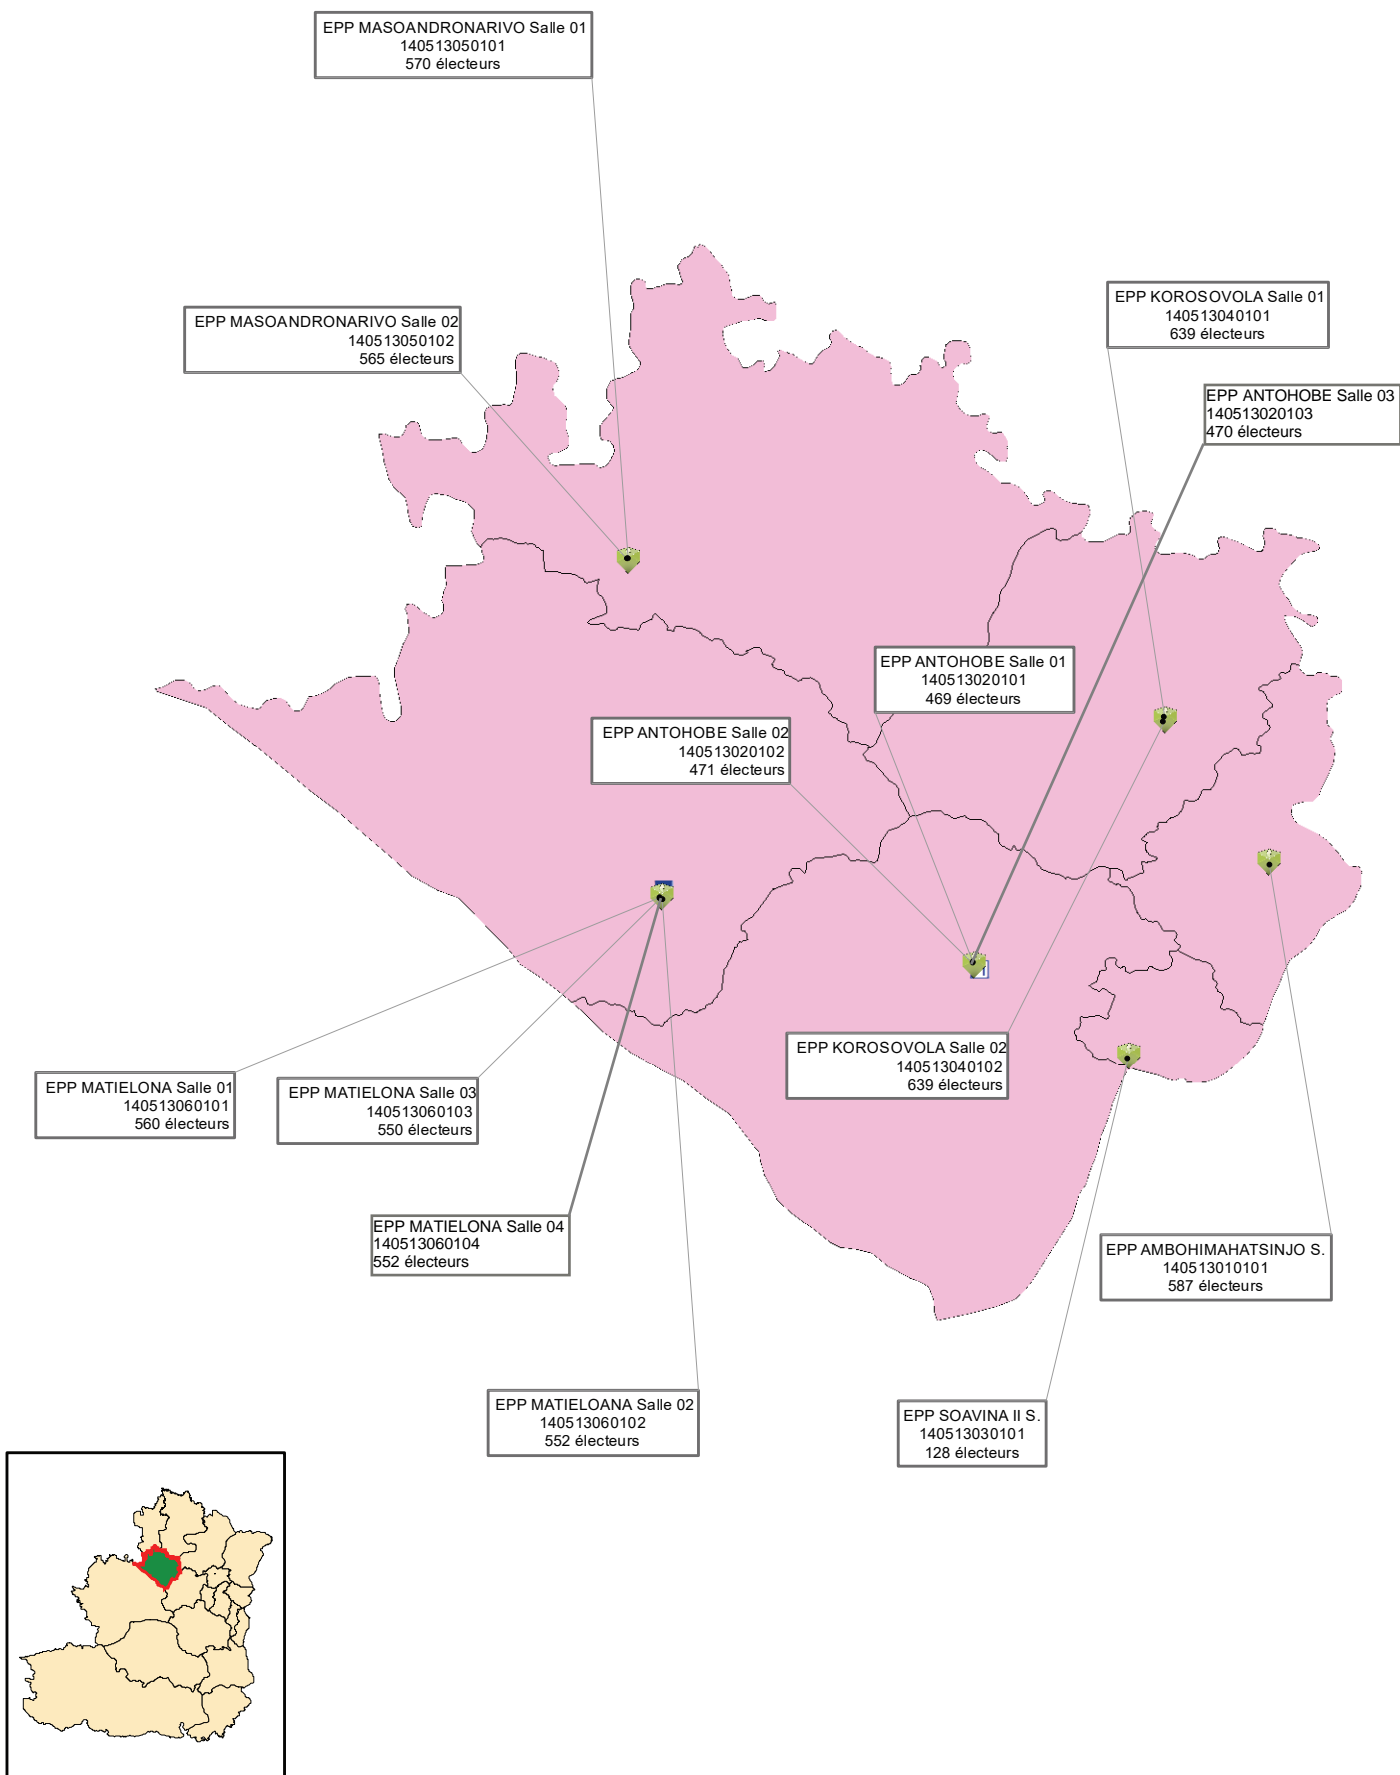 EPP MASOANDRONARIVO Salle 01
140513050101
570 électeurs
EPP MASOANDRONARIVO Salle 02
140513050102
565 électeurs
EPP KOROSOVOLA Salle 01
140513040101
639 électeurs
EPP ANTOHOBE Salle 03
140513020103
470 électeurs
EPP ANTOHOBE Salle 01
140513020101
469 électeurs
EPP ANTOHOBE Salle 02
140513020102
471 électeurs
EPP KOROSOVOLA Salle 02
140513040102
639 électeurs
EPP MATIELONA Salle 01
140513060101
560 électeurs
EPP MATIELONA Salle 03
140513060103
550 électeurs
EPP MATIELONA Salle 04
140513060104
552 électeurs
EPP AMBOHIMAHATSINJO S.
140513010101
587 électeurs
EPP MATIELOANA Salle 02
140513060102
552 électeurs
EPP SOAVINA II S.
140513030101
128 électeurs